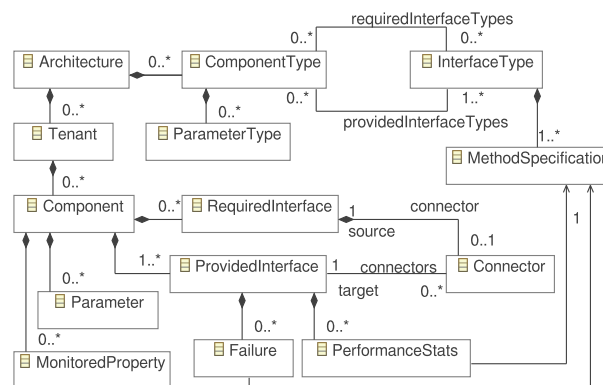 requiredInterfaceTypes
0..* 0..*
Architecture 0..* ComponentType InterfaceType
0..* 0..* 0..* 1..*
providedInterfaceTypes
Tenant ParameterType 1..*
MethodSpecification
0..*
Component 0..* RequiredInterface 1 connector 1
source
0..1
1..* ProvidedInterface 1 connectors Connector
0..* target 0..*
Parameter
0..* 0..* 0..*
MonitoredProperty Failure PerformanceStats